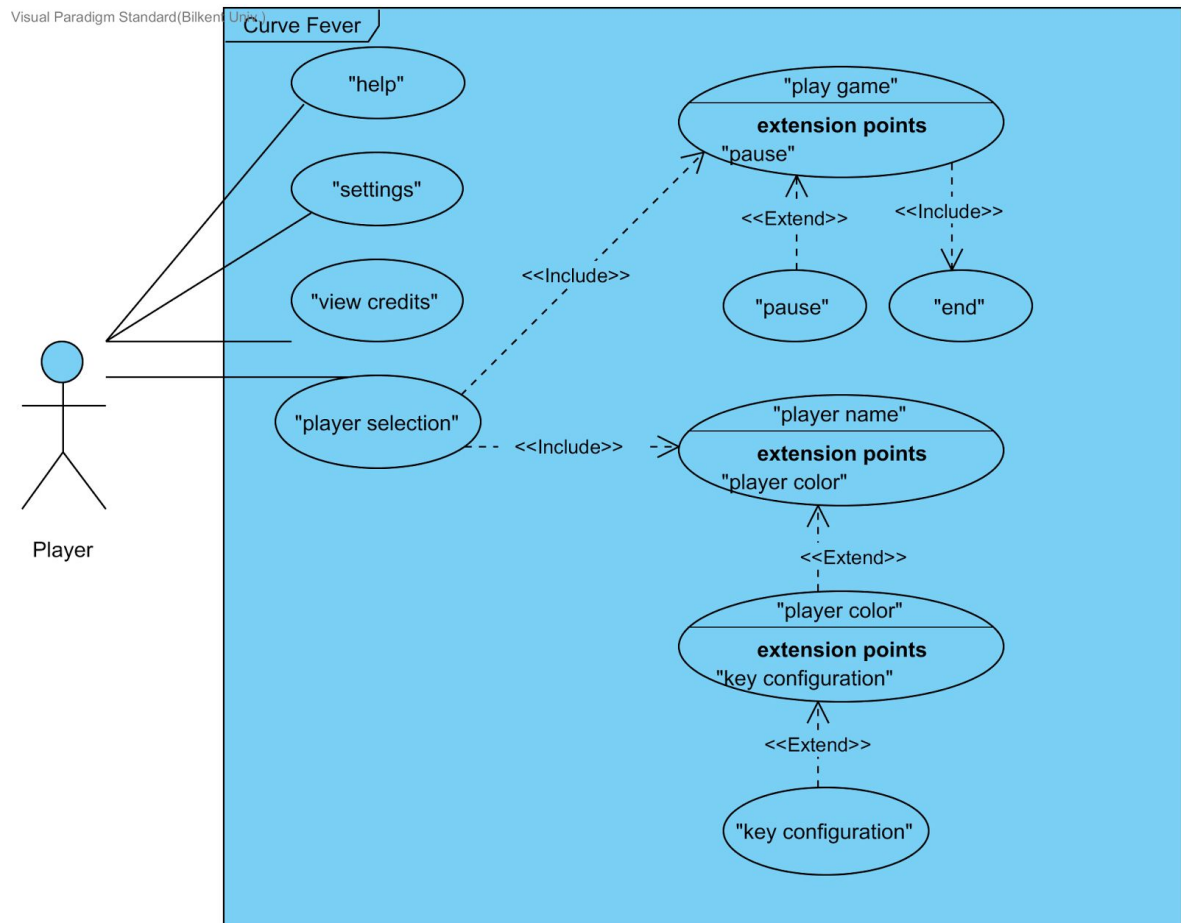 Visual Paradigm Standard(Bilkent Univ.)
Curve Fever
"help"
"settings"
"view credits"
"player selection"
Player
<<Include>>
<<Include>>
"play game"
extension points
"pause"
<<Extend>>
<<Include>>
"pause"
"end"
"player name"
extension points
"player color"
<<Extend>>
"player color"
extension points
"key configuration"
<<Extend>>
"key configuration"